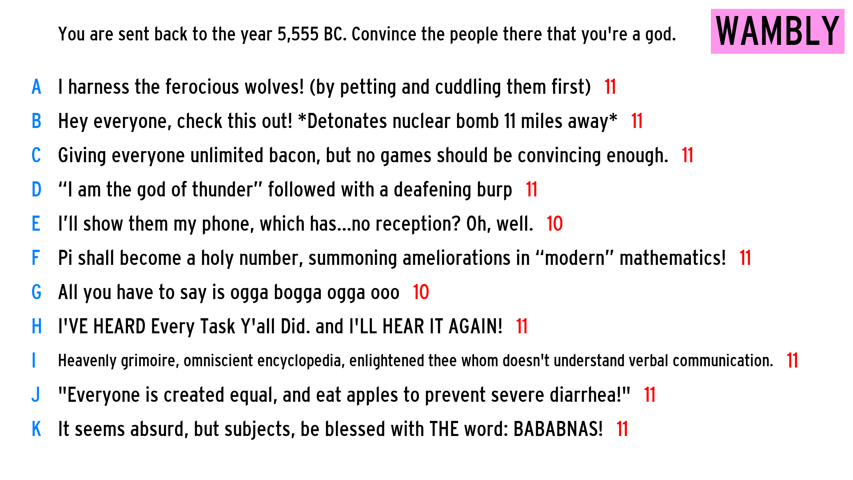 You are sent back to the year 5,555 BC. Convince the people there that you're a god.
WAMBLY
A I harness the ferocious wolves! (by petting and cuddling them first) 11
B Hey everyone, check this out! *Detonates nuclear bomb 11 miles away* 11
C Giving everyone unlimited bacon, but no games should be convincing enough. 11
D “I am the god of thunder” followed with a deafening burp 11
E I’ll show them my phone, which has...no reception? Oh, well. 10
F Pi shall become a holy number, summoning ameliorations in “modern” mathematics! 11
G All you have to say is ogga bogga ogga ooo 10
H I'VE HEARD Every Task Y'all Did. and I'LL HEAR IT AGAIN! 11
I Heavenly grimoire, omniscient encyclopedia, enlightened thee whom doesn't understand verbal communication. 11
J "Everyone is created equal, and eat apples to prevent severe diarrhea!" 11
K It seems absurd, but subjects, be blessed with THE word: BABABNAS! 11